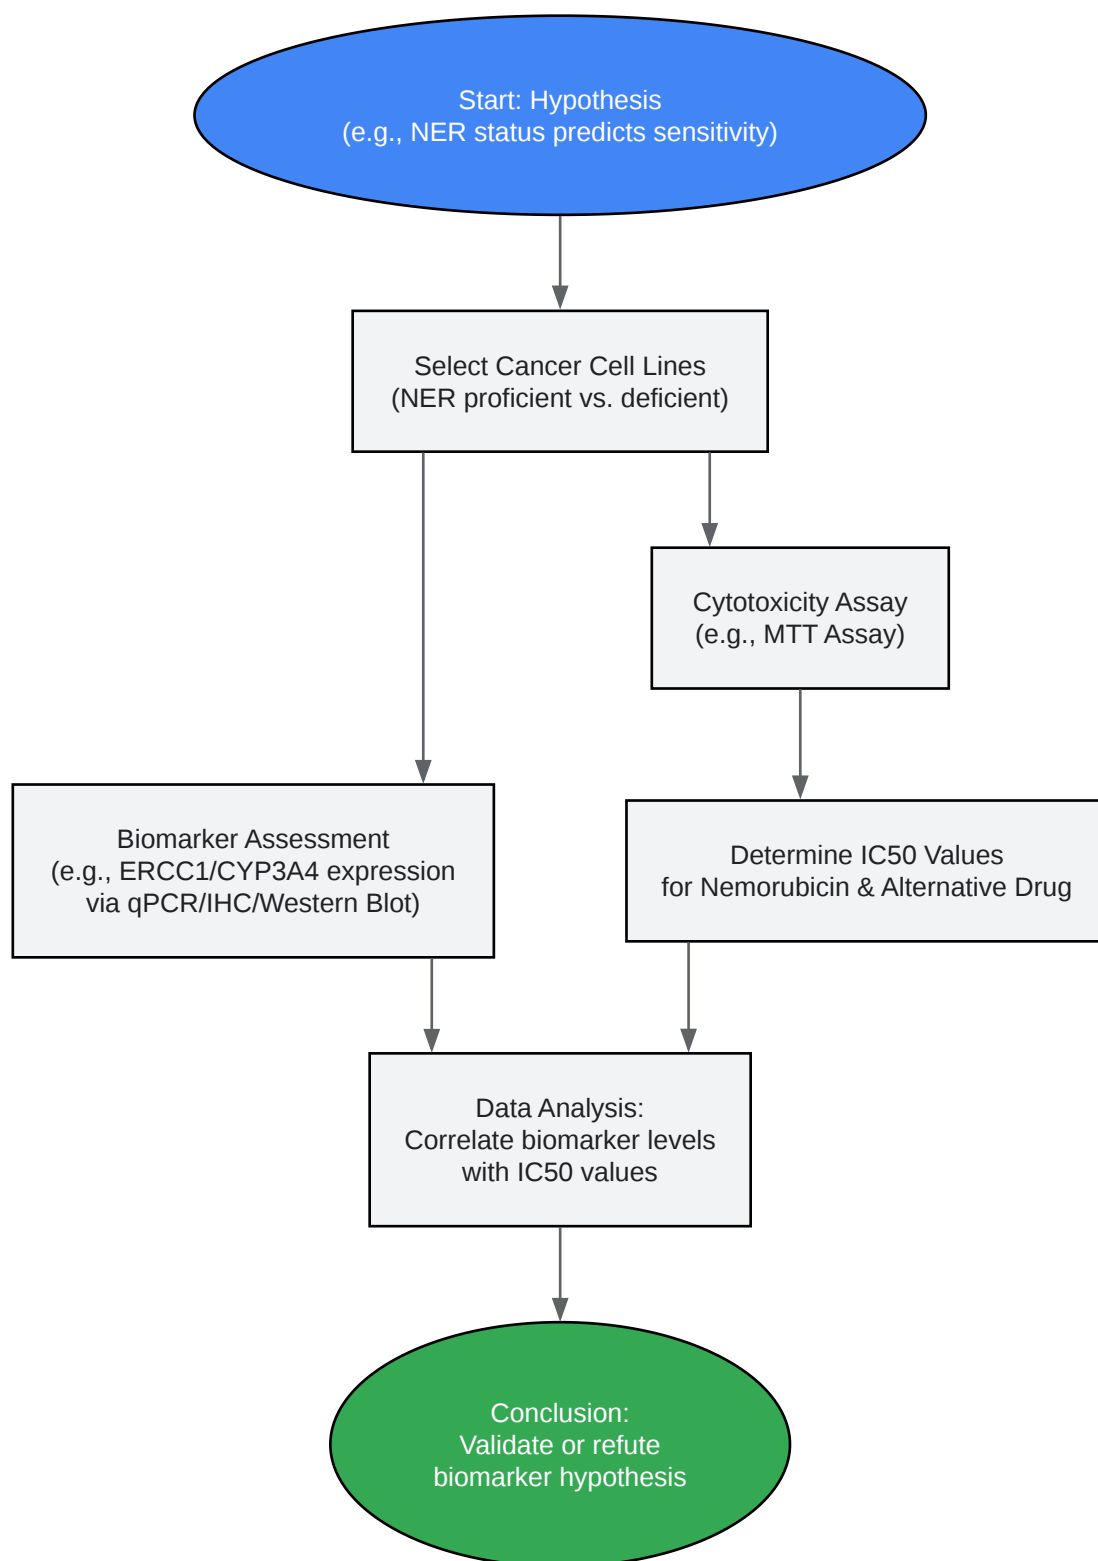 Start: Hypothesis
(e.g., NER status predicts sensitivity)
Select Cancer Cell Lines
(NER proficient vs. deficient)
Cytotoxicity Assay
(e.g., MTT Assay)
Biomarker Assessment
(e.g., ERCC1/CYP3A4 expression
via qPCR/IHC/Western Blot)
Determine IC50 Values
for Nemorubicin & Alternative Drug
Data Analysis:
Correlate biomarker levels
with IC50 values
Conclusion:
Validate or refute
biomarker hypothesis